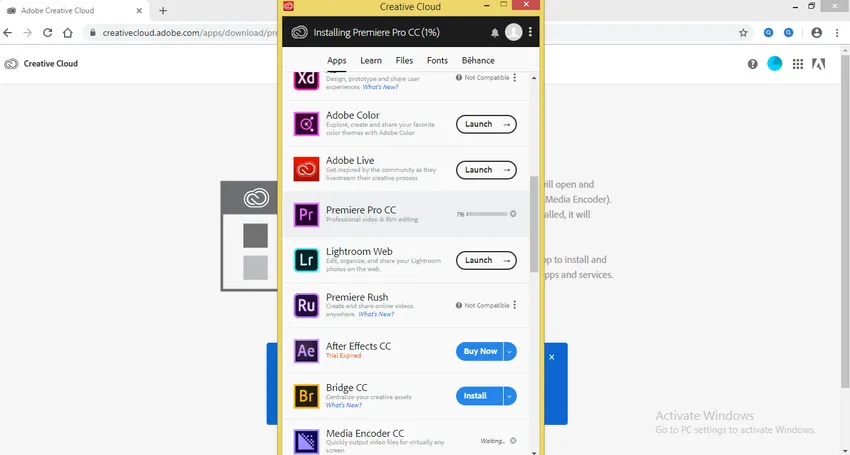 Adobe Creative Cloud
creativecloud.adobe.com/apps/download/pre
Creative Cloud
Creative Cloud
Installing Premiere Pro CC (1%)
Apps Learn Files Fonts Bēhance
Xd
Design, prototype and share user
experiences What's New?
Not Compatible
Adobe Color
Explore, create and share your favorite
color themes with Adobe Color
Launch →
Adobe Live
Get inspired by the community as they
livestream their creative process
Launch →
Pr
Premiere Pro CC
Professional video & film editing
1%
Lr
Lightroom Web
Edit, organize, and share your Lightroom
photos on the web.
Launch →
Ru
Premiere Rush
Create and share online videos
anywhere. What's New?
Not Compatible
Ae
After Effects CC
Trial Expired
Buy Now
Br
Bridge CC
Centralize your creative assets
What's New?
Install
Media Encoder CC
Quickly output video files for virtually any
screen
Waiting..
will open and
Media Encoder).
alled, it will
pp to install and
pps and services.
Activate Windows
Go to PC settings to activate Windows.